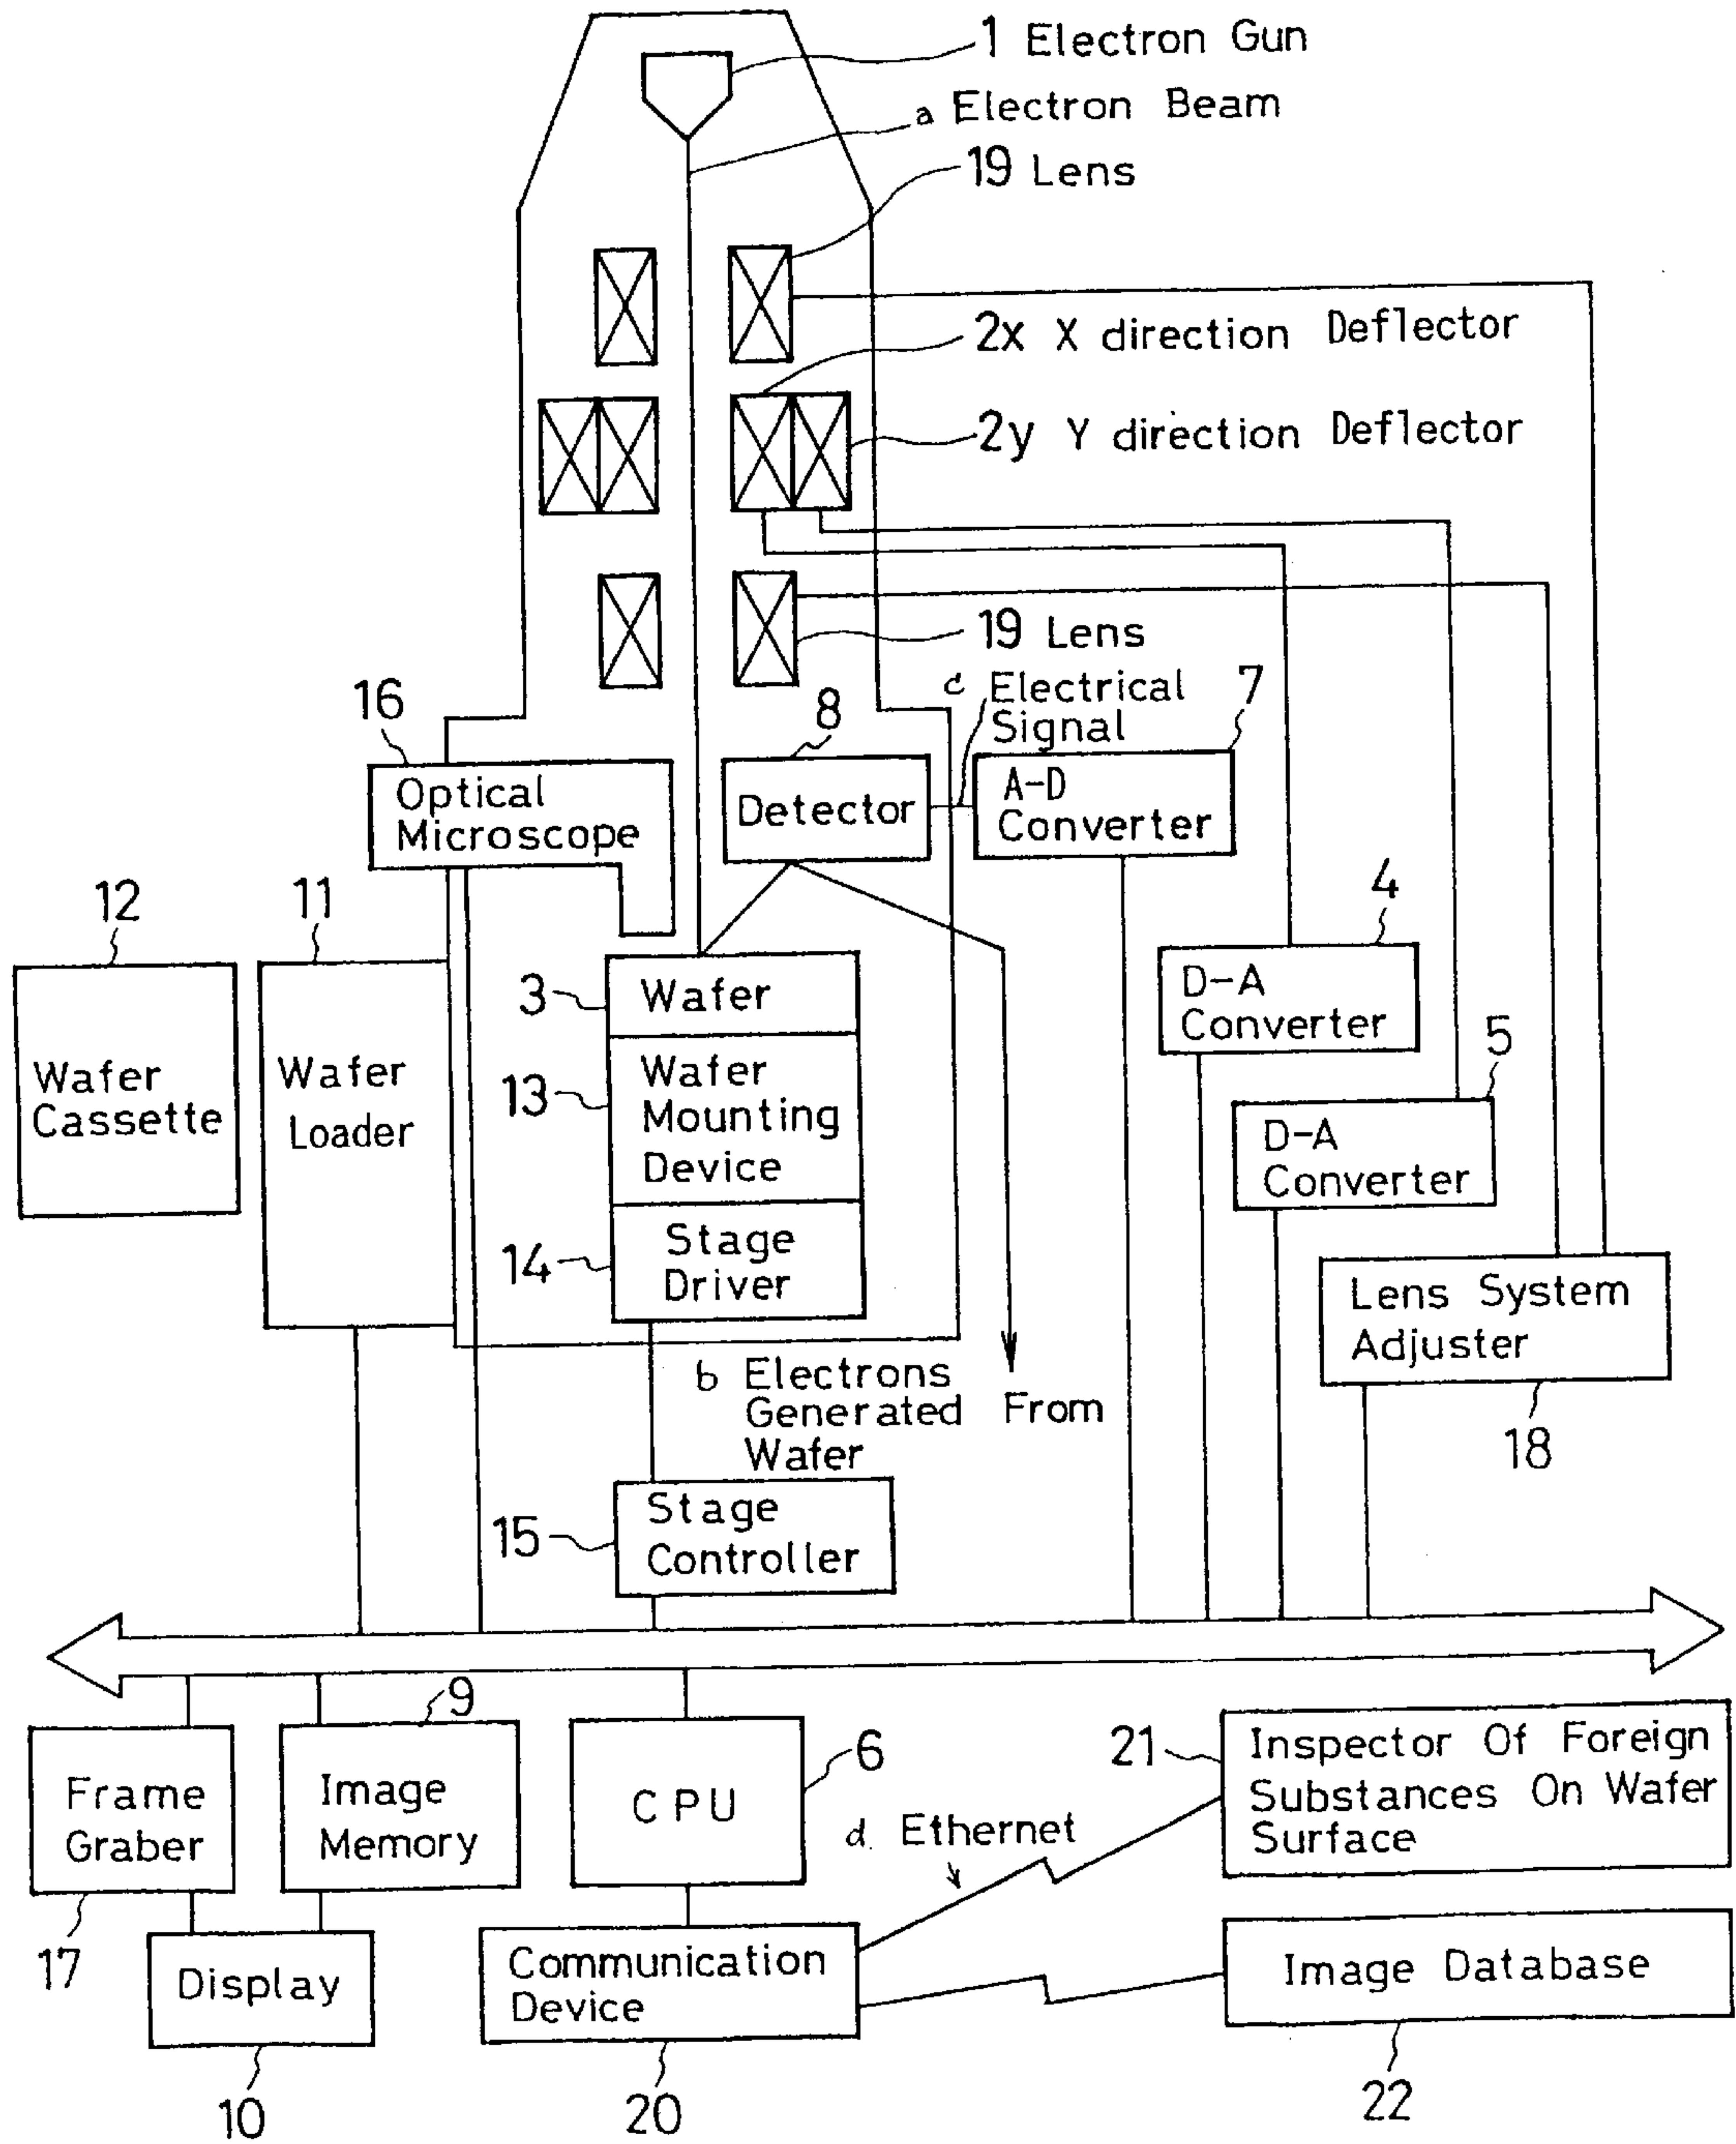 1 Electron Gun
a Electron Beam
19 Lens
2x X direction Deflector
2y Y direction Deflector
19 Lens
c Electrical
Signal
7
16
8
Optical
Microscope
Detector
A-D
Converter
12
11
4
D-A
Converter
3
Wafer
5
Wafer
Cassette
Wafer
Loader
13
Wafer
Mounting
Device
D-A
Converter
14
Stage
Driver
Lens System
Adjuster
18
b Electrons
Generated From
Wafer
15
Stage
Controller
9
Frame
Graber
17
Image
Memory
CPU
6
21
Inspector Of Foreign
Substances On Wafer
Surface
d. Ethernet
Display
10
Communication
Device
20
Image Database
22